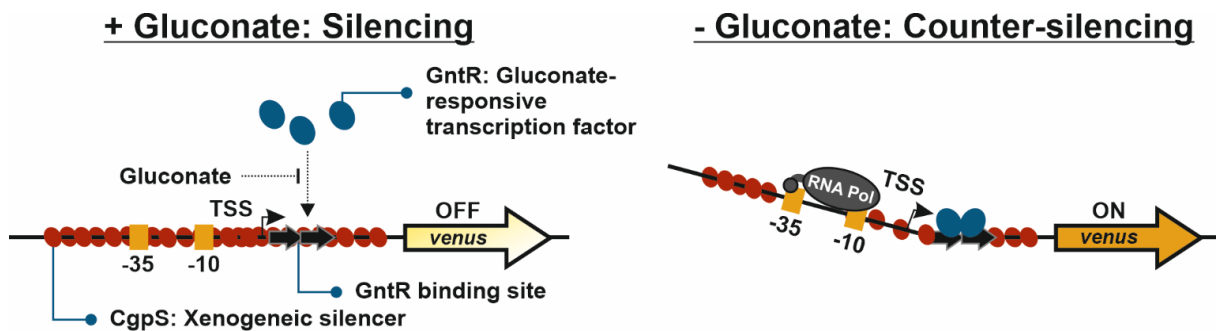 + Gluconate: Silencing
GntR: Gluconate-
responsive
transcription factor
Gluconate
TSS
OFF
venus
-35
-10
GntR binding site
CgpS: Xenogeneic silencer
- Gluconate: Counter-silencing
RNA Pol
TSS
ON
venus
-35
-10